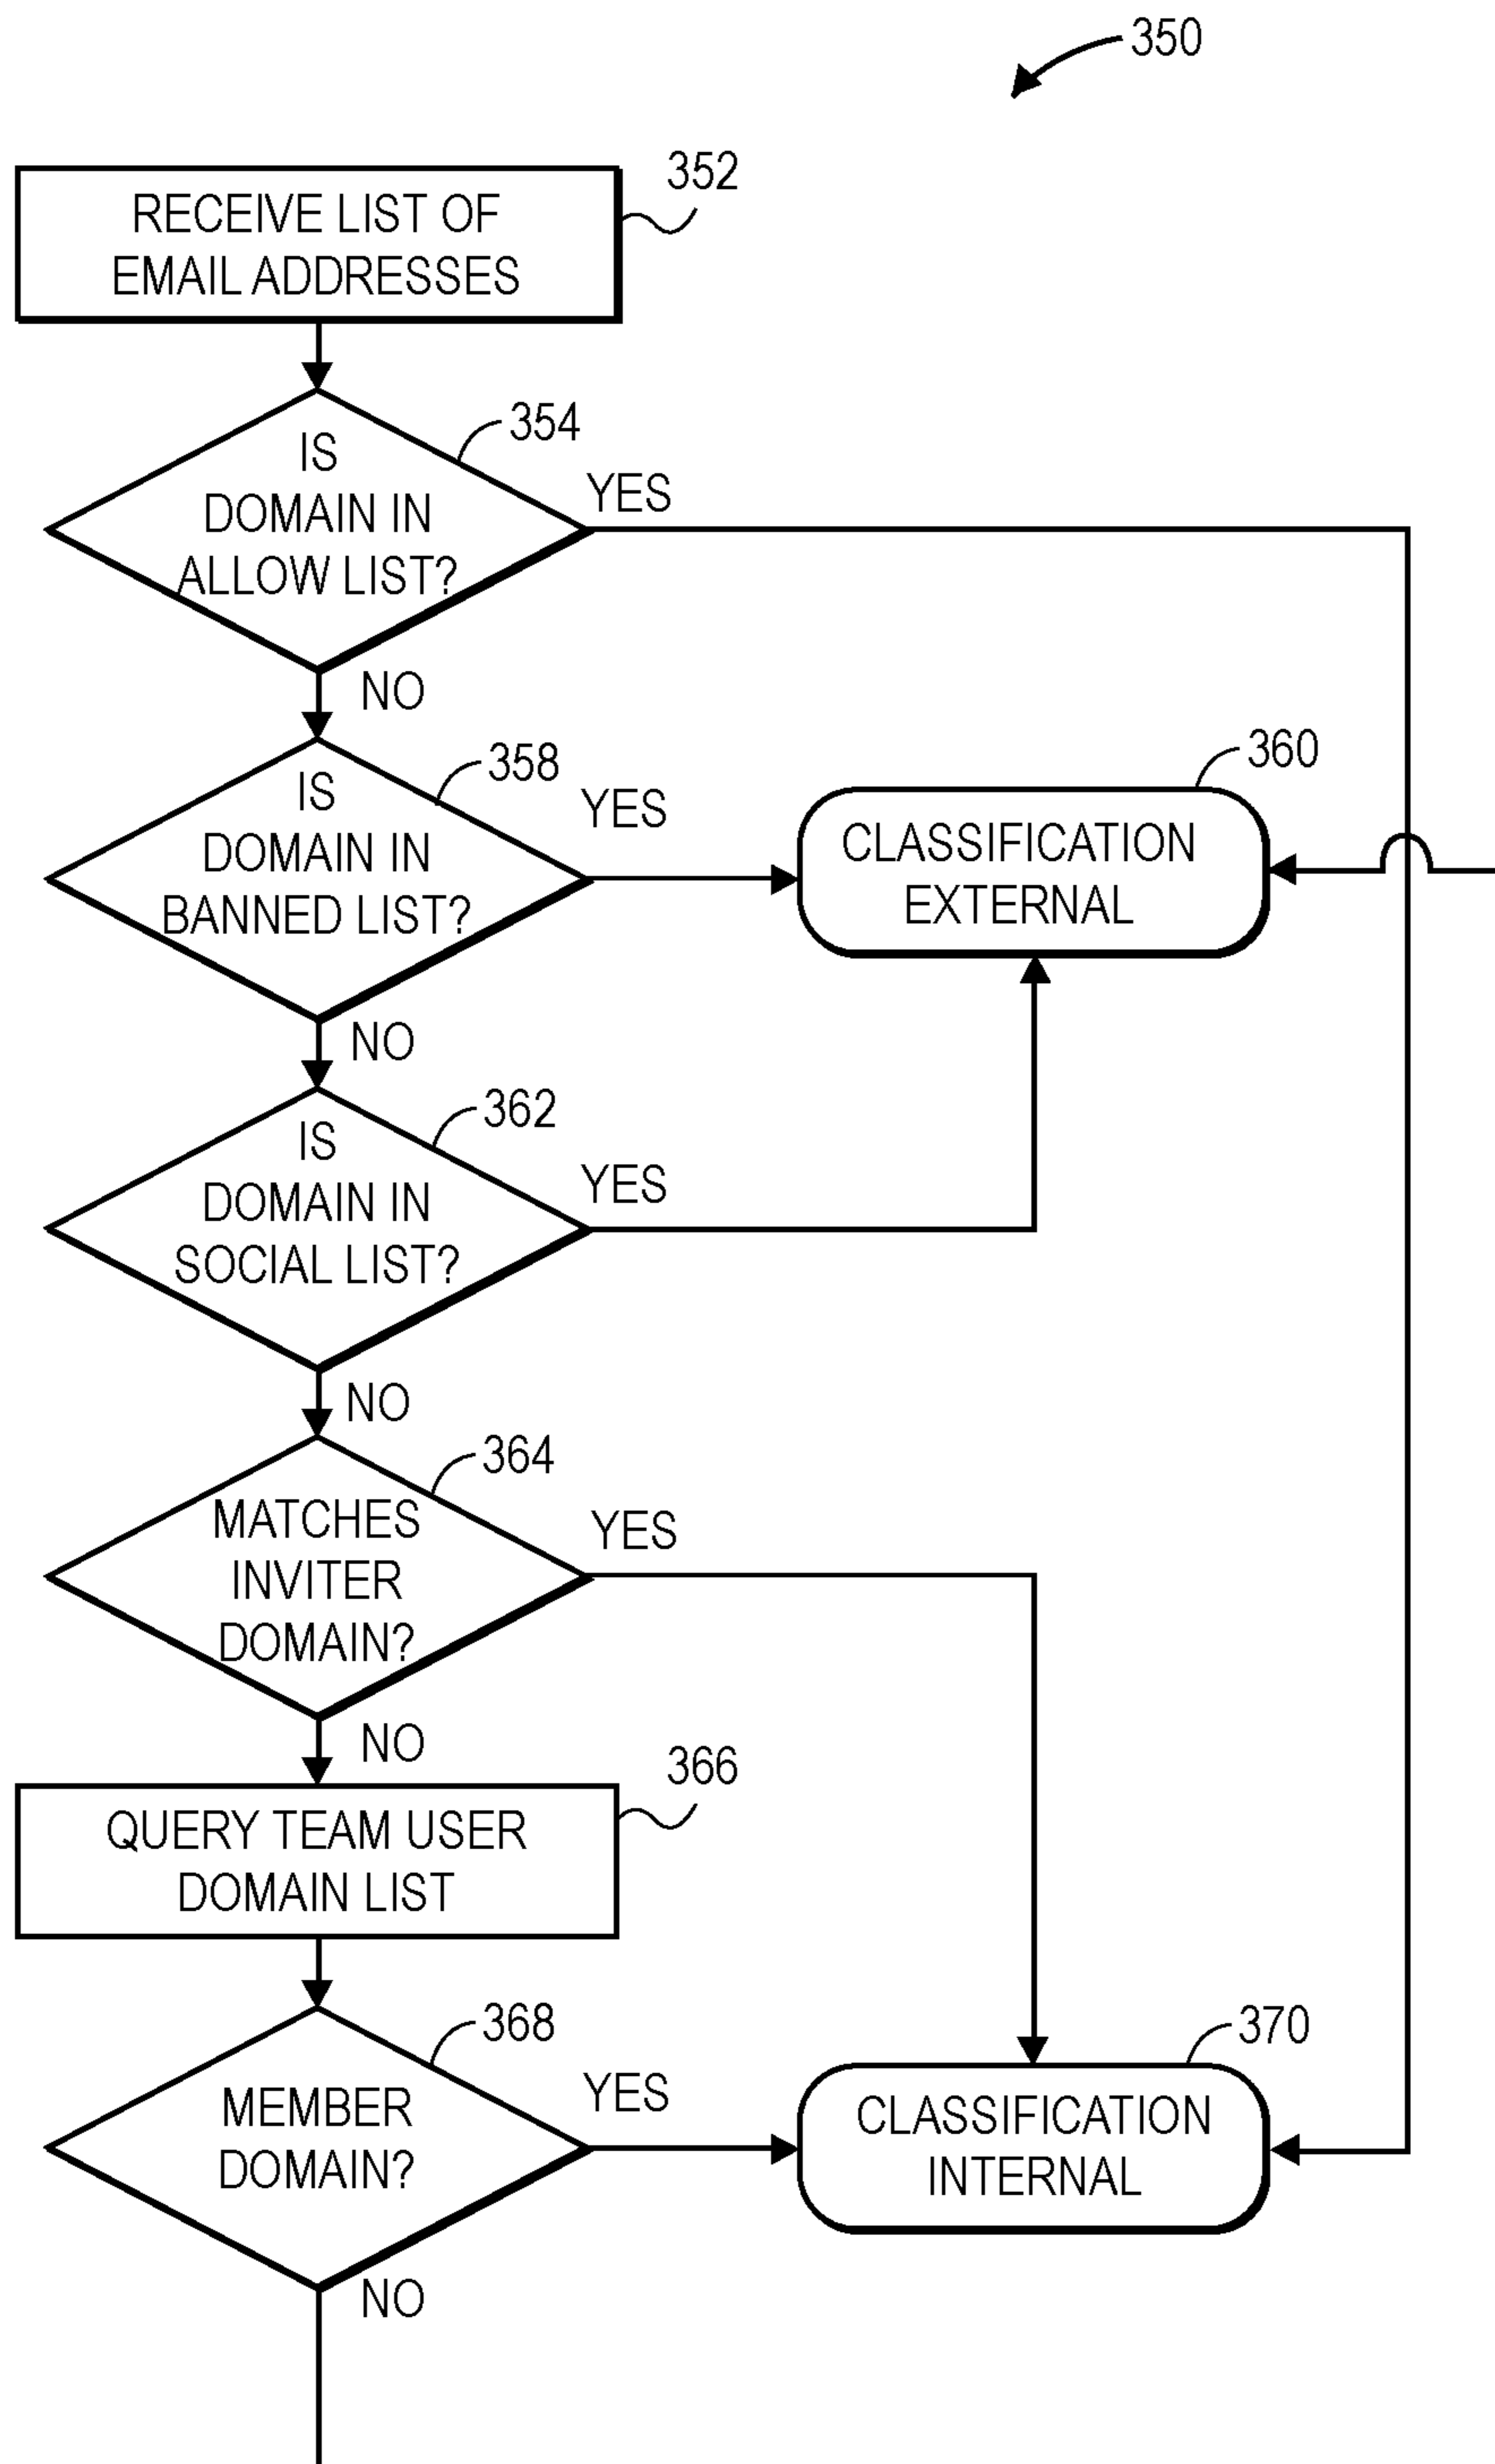 350
352
RECEIVE LIST OF
EMAIL ADDRESSES
354
IS
DOMAIN IN
ALLOW LIST?
YES
NO
358
IS
DOMAIN IN
BANNED LIST?
YES
360
CLASSIFICATION
EXTERNAL
NO
362
IS
DOMAIN IN
SOCIAL LIST?
YES
NO
364
MATCHES
INVITER
DOMAIN?
YES
NO
366
QUERY TEAM USER
DOMAIN LIST
368
MEMBER
DOMAIN?
YES
370
CLASSIFICATION
INTERNAL
NO